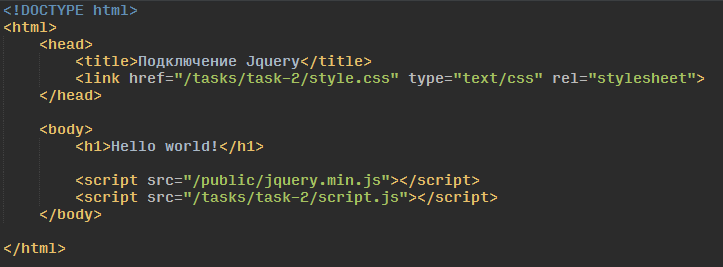 <!DOCTYPE html>
<html>
<head>
<title>Подключение Jquery</title>
<link href="/tasks/task-2/style.css" type="text/css" rel="stylesheet">
</head>
<body>
<h1>Hello world!</h1>
<script src="/public/jquery.min.js"></script>
<script src="/tasks/task-2/script.js"></script>
</body>
</html>